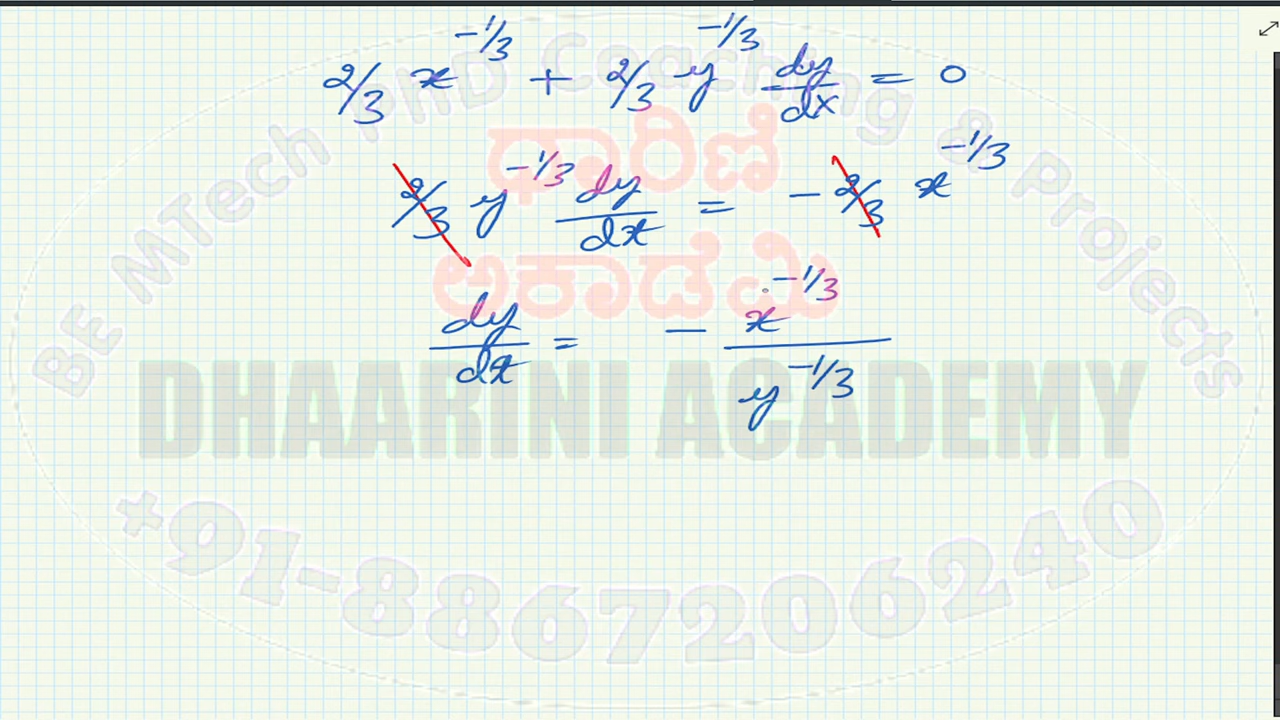 2/3 x^{-1/3} + 2/3 y^{-1/3} dy/dx = 0
2/3 y^{-1/3} dy/dx = - 2/3 x^{-1/3}
dy/dx = - x^{-1/3} / y^{-1/3}
BE MTech PhD Coaching & Projects
ಧಾರಿಣಿ
ಅಕಾಡೆಮಿ
DHAARINI ACADEMY
+91-8867206240